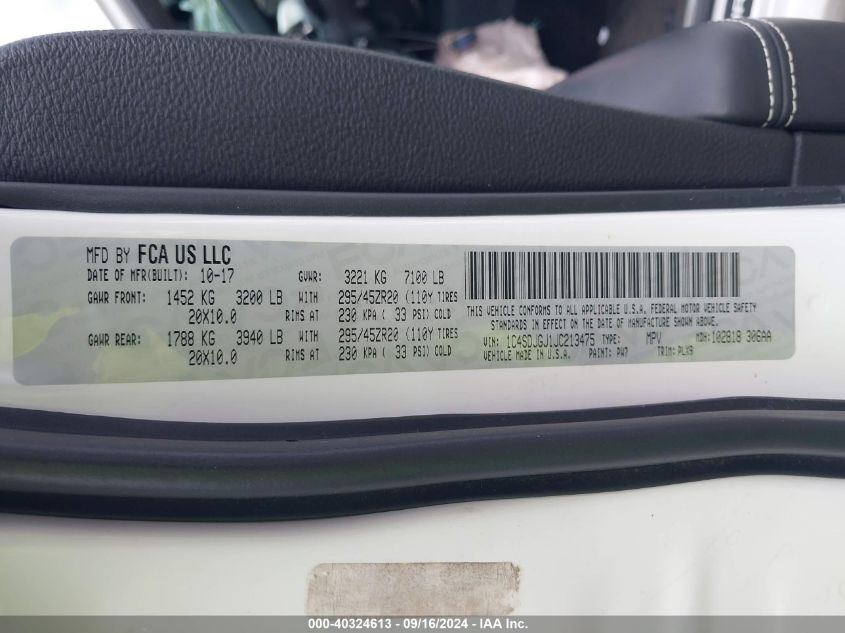 MFD BY FCA US LLC
DATE OF MFR(BUILT): 10-17 GVWR: 3221 KG 7100 LB
GAWR FRONT: 1452 KG 3200 LB WITH 295/45ZR20 (110Y TIRES
20X10.0 RIMS AT 230 KPA ( 33 PSI) COLD
GAWR REAR: 1788 KG 3940 LB WITH 295/45ZR20 (110Y TIRES
20X10.0 RIMS AT 230 KPA ( 33 PSI) COLD
THIS VEHICLE CONFORMS TO ALL APPLICABLE U.S.A. FEDERAL MOTOR VEHICLE SAFETY
STANDARDS IN EFFECT ON THE DATE OF MANUFACTURE SHOWN ABOVE.
VIN: 1C4SDJGJ1JC213475 TYPE: MPV MDH: 102818 306AA
VEHICLE MADE IN U.S.A. PAINT: PW7 TRIM: PLX9
000-40324613 - 09/16/2024 - IAA Inc.